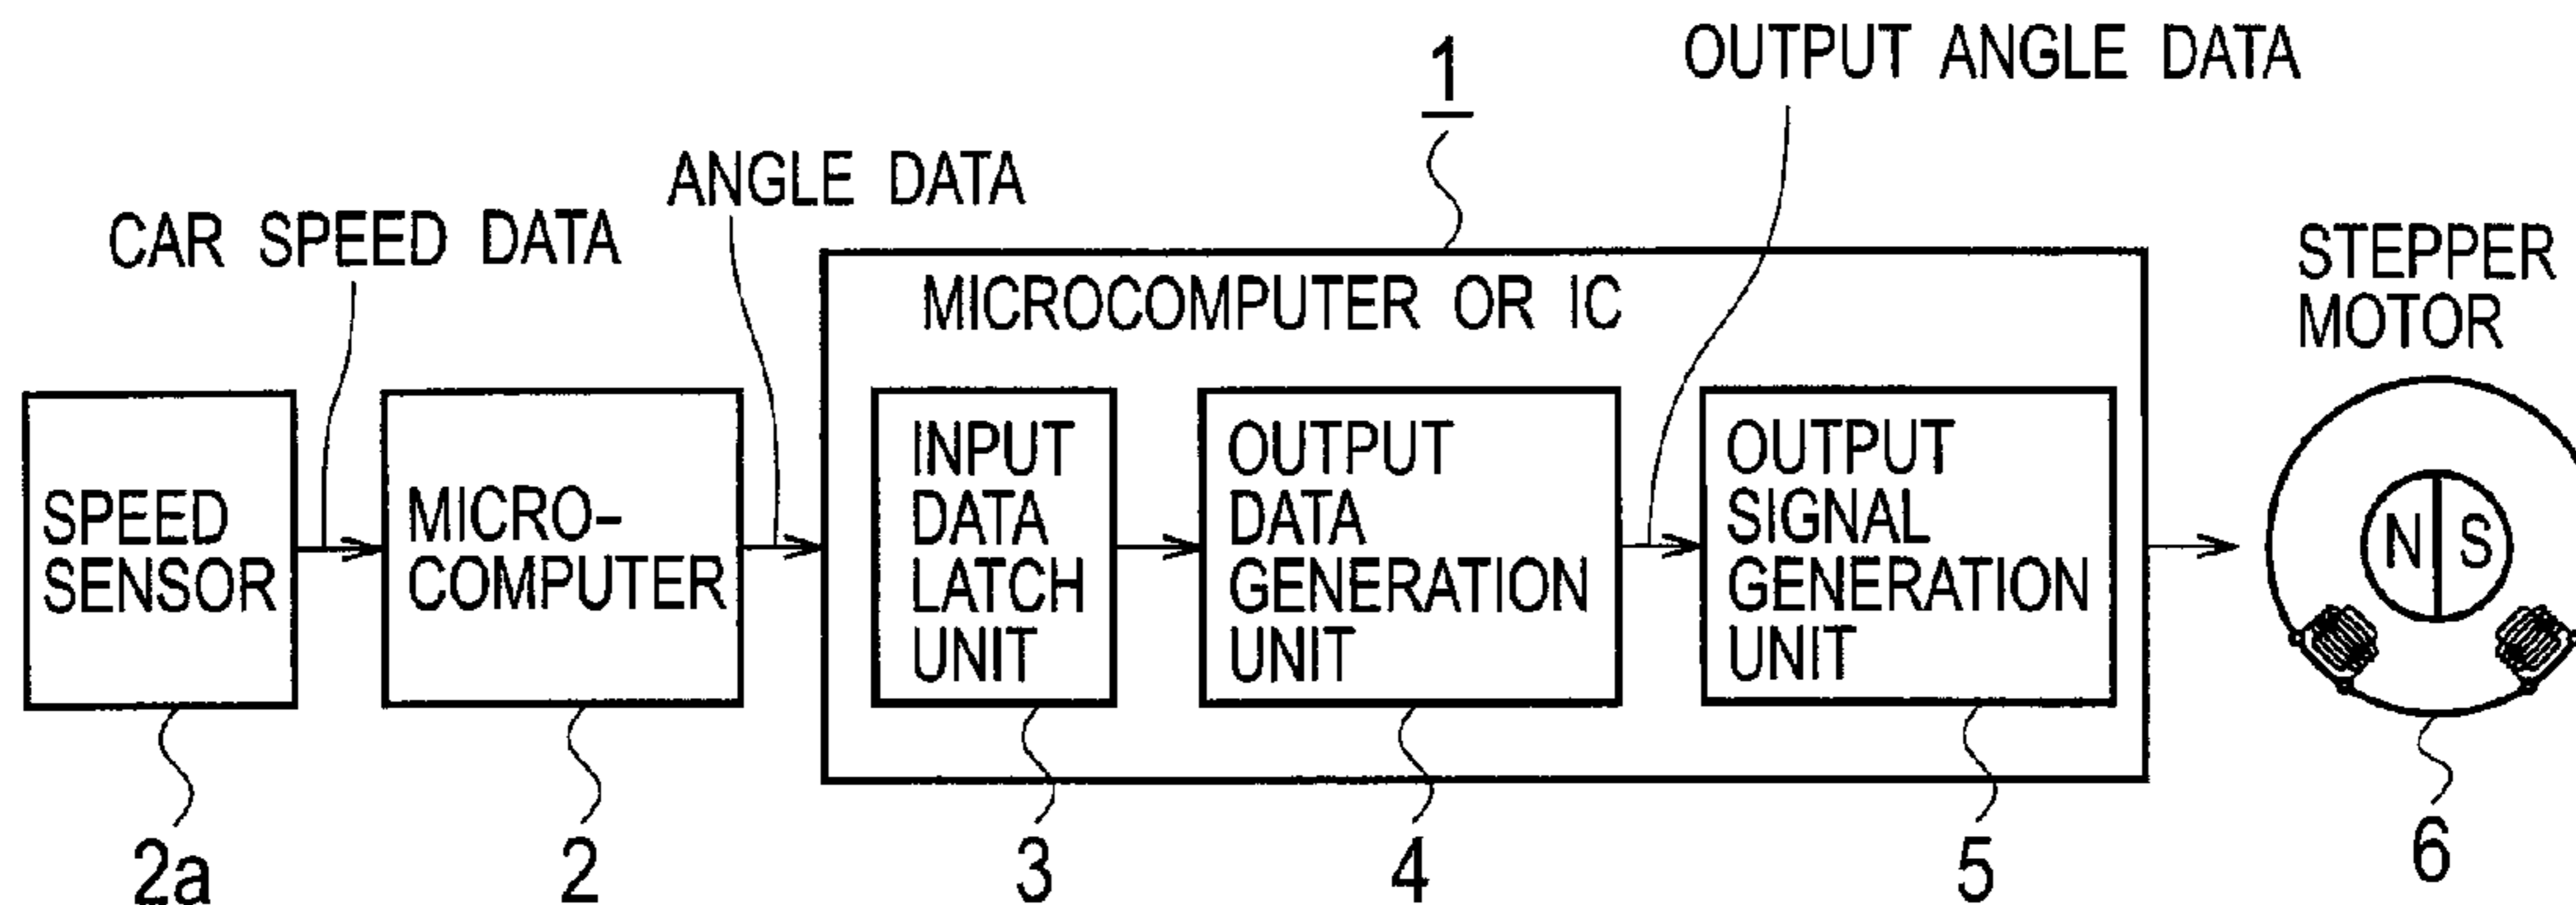 1
OUTPUT ANGLE DATA
ANGLE DATA
CAR SPEED DATA
STEPPER
MOTOR
MICROCOMPUTER OR IC
SPEED
SENSOR
MICRO-
COMPUTER
INPUT
DATA
LATCH
UNIT
OUTPUT
DATA
GENERATION
UNIT
OUTPUT
SIGNAL
GENERATION
UNIT
N S
2a
2
3
4
5
6